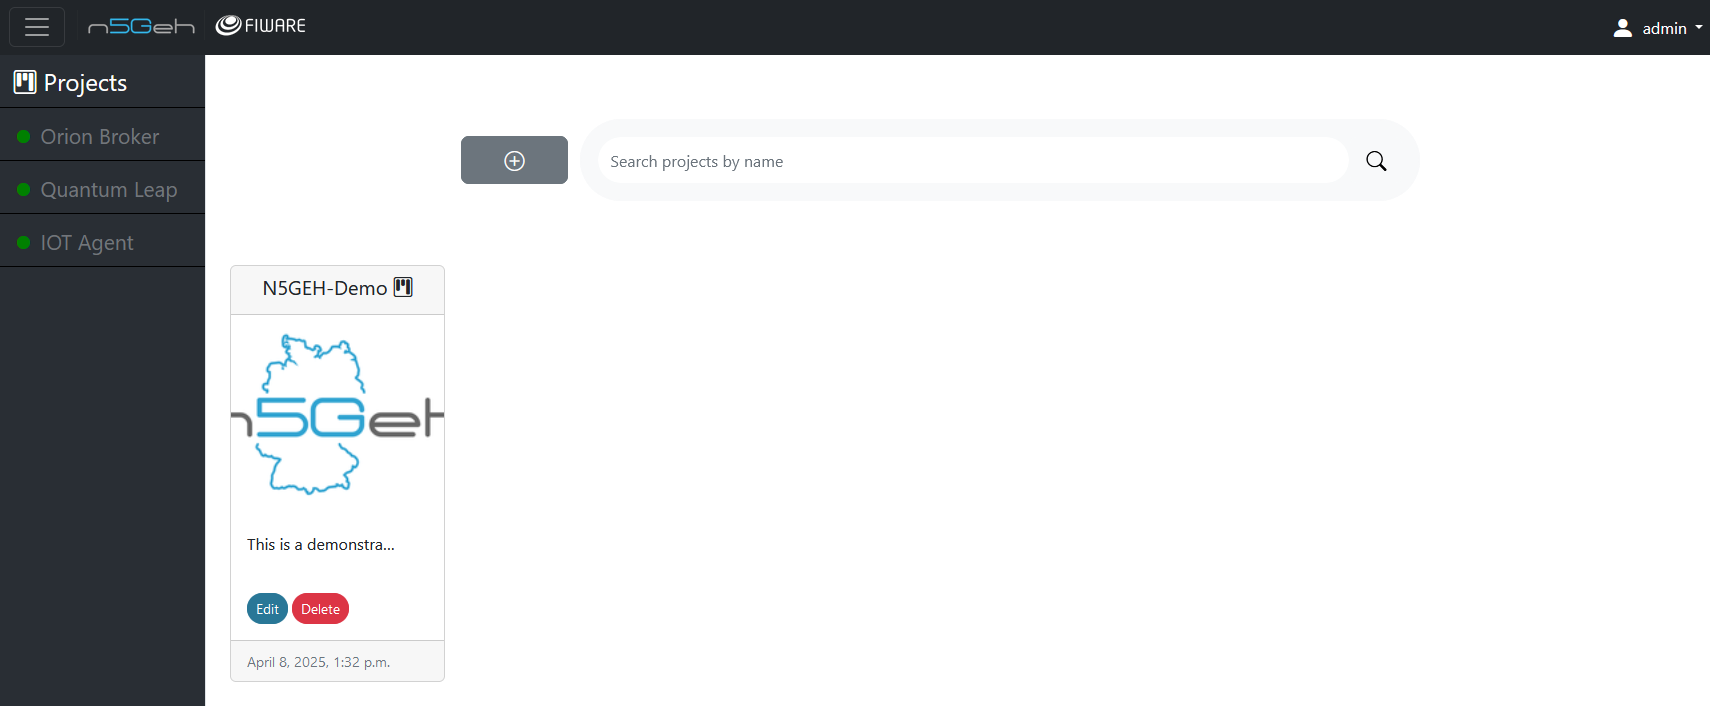 n5Geh FIWARE
admin
Projects
Orion Broker
Quantum Leap
IOT Agent
Search projects by name
N5GEH-Demo
n5Geh
This is a demonstra...
Edit Delete
April 8, 2025, 1:32 p.m.